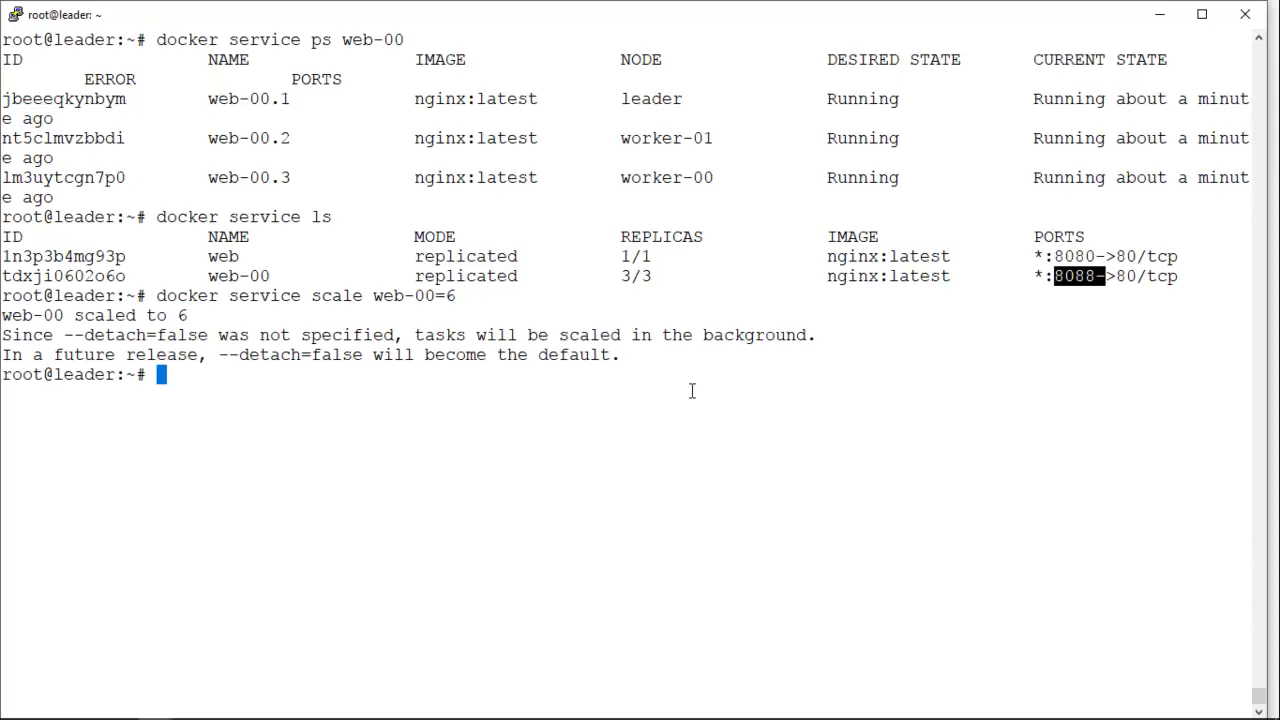 root@leader: ~
root@leader:~# docker service ps web-00
ID NAME IMAGE NODE DESIRED STATE CURRENT STATE
ERROR PORTS
jbeeeqkynbym web-00.1 nginx:latest leader Running Running about a minut
e ago
nt5clmvzbbdi web-00.2 nginx:latest worker-01 Running Running about a minut
e ago
lm3uytcgn7p0 web-00.3 nginx:latest worker-00 Running Running about a minut
e ago
root@leader:~# docker service ls
ID NAME MODE REPLICAS IMAGE PORTS
1n3p3b4mg93p web replicated 1/1 nginx:latest *:8080->80/tcp
tdxji0602o6o web-00 replicated 3/3 nginx:latest *:8088->80/tcp
root@leader:~# docker service scale web-00=6
web-00 scaled to 6
Since --detach=false was not specified, tasks will be scaled in the background.
In a future release, --detach=false will become the default.
root@leader:~#